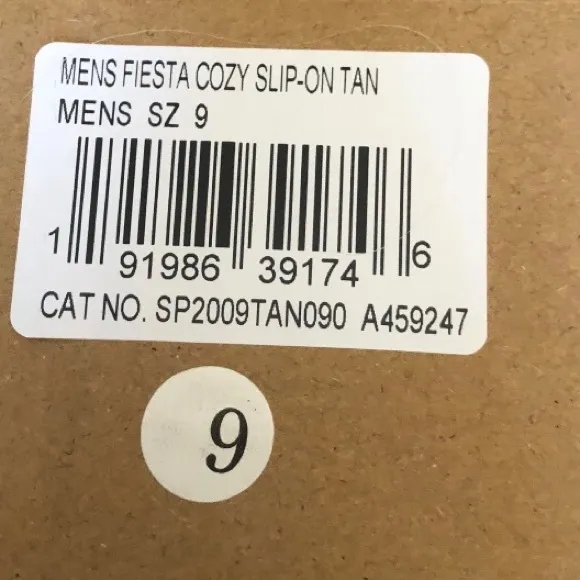 MENS FIESTA COZY SLIP-ON TAN
MENS SZ 9
1 91986 39174 6
CAT NO. SP2009TAN090 A459247
9